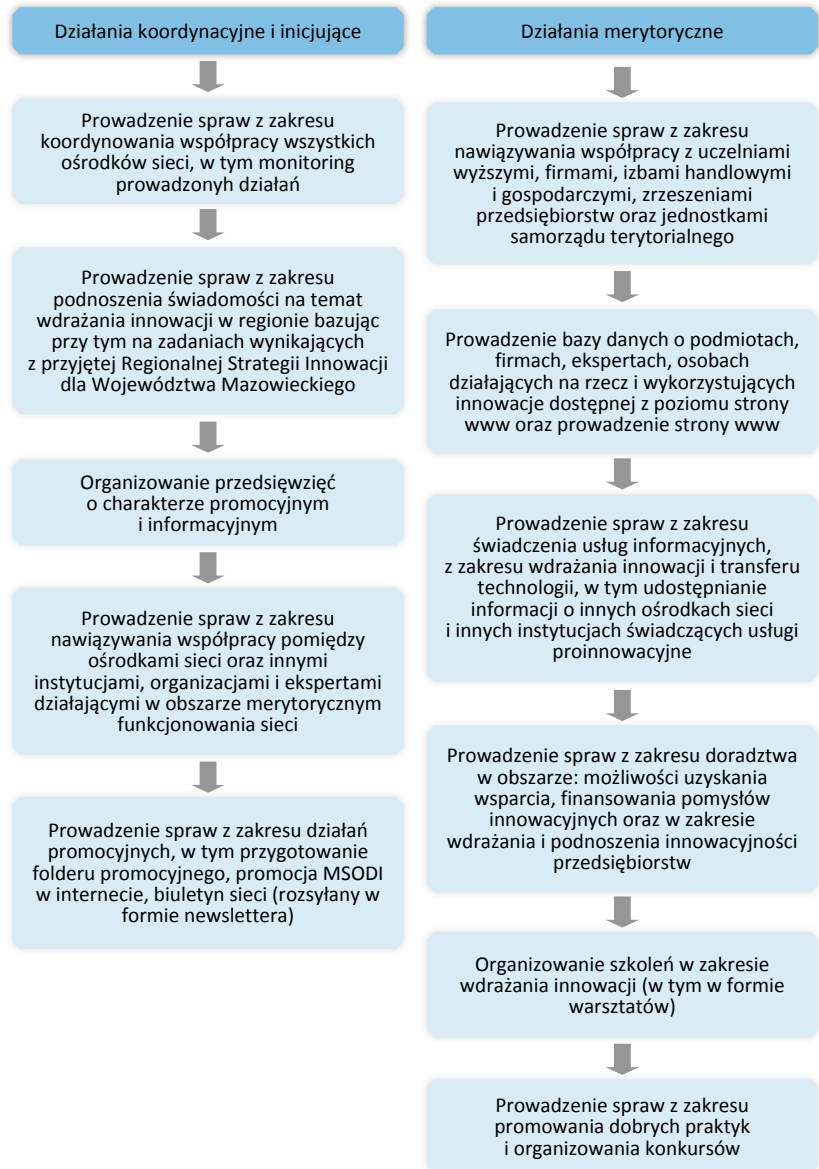 Działania koordynacyjne i inicjujące
Prowadzenie spraw z zakresu
koordynowania współpracy wszystkich
ośrodków sieci, w tym monitoring
prowadzonyh działań
Prowadzenie spraw z zakresu
podnoszenia świadomości na temat
wdrażania innowacji w regionie bazując
przy tym na zadaniach wynikających
z przyjętej Regionalnej Strategii Innowacji
dla Województwa Mazowieckiego
Organizowanie przedsięwzięć
o charakterze promocyjnym
i informacyjnym
Prowadzenie spraw z zakresu
nawiązywania współpracy pomiędzy
ośrodkami sieci oraz innymi
instytucjami, organizacjami i ekspertami
działającymi w obszarze merytorycznym
funkcjonowania sieci
Prowadzenie spraw z zakresu działań
promocyjnych, w tym przygotowanie
folderu promocyjnego, promocja MSODI
w internecie, biuletyn sieci (rozsyłany w
formie newslettera)
Działania merytoryczne
Prowadzenie spraw z zakresu
nawiązywania współpracy z uczelniami
wyższymi, firmami, izbami handlowymi
i gospodarczymi, zrzeszeniami
przedsiębiorstw oraz jednostkami
samorządu terytorialnego
Prowadzenie bazy danych o podmiotach,
firmach, ekspertach, osobach
działających na rzecz i wykorzystujących
innowacje dostępnej z poziomu strony
www oraz prowadzenie strony www
Prowadzenie spraw z zakresu
świadczenia usług informacyjnych,
z zakresu wdrażania innowacji i transferu
technologii, w tym udostępnianie
informacji o innych ośrodkach sieci
i innych instytucjach świadczących usługi
proinnowacyjne
Prowadzenie spraw z zakresu doradztwa
w obszarze: możliwości uzyskania
wsparcia, finansowania pomysłów
innowacyjnych oraz w zakresie
wdrażania i podnoszenia innowacyjności
przedsiębiorstw
Organizowanie szkoleń w zakresie
wdrażania innowacji (w tym w formie
warsztatów)
Prowadzenie spraw z zakresu
promowania dobrych praktyk
i organizowania konkursów